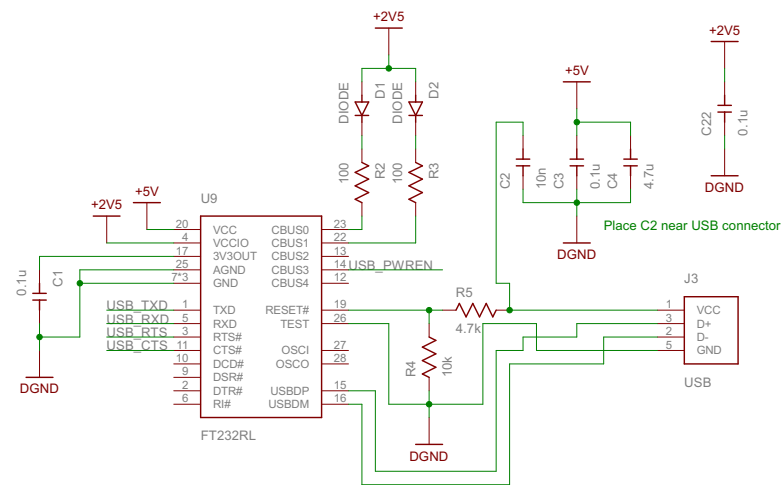 +2V5
+2V5
+5V
DIODE
D1
DIODE
D2
C22
0.1u
100
R2
100
R3
C2
10n
C3
0.1u
C4
4.7u
DGND
U9
+5V
+2V5
DGND
Place C2 near USB connector
20 VCC CBUS0 23
4 VCCIO CBUS1 22
17 3V3OUT CBUS2 13
25 AGND CBUS3 14 USB_PWREN
7*3 GND CBUS4 12
0.1u
C1
USB_TXD 1 TXD RESET# 19
USB_RXD 5 RXD TEST 26
USB_RTS 3 RTS#
USB_CTS 11 CTS# OSCI 27
10 DCD# OSCO 28
9 DSR#
2 DTR# USBDP 15
6 RI# USBDM 16
FT232RL
DGND
R5
4.7k
R4
10k
DGND
J3
1 VCC
3 D+
2 D-
5 GND
USB